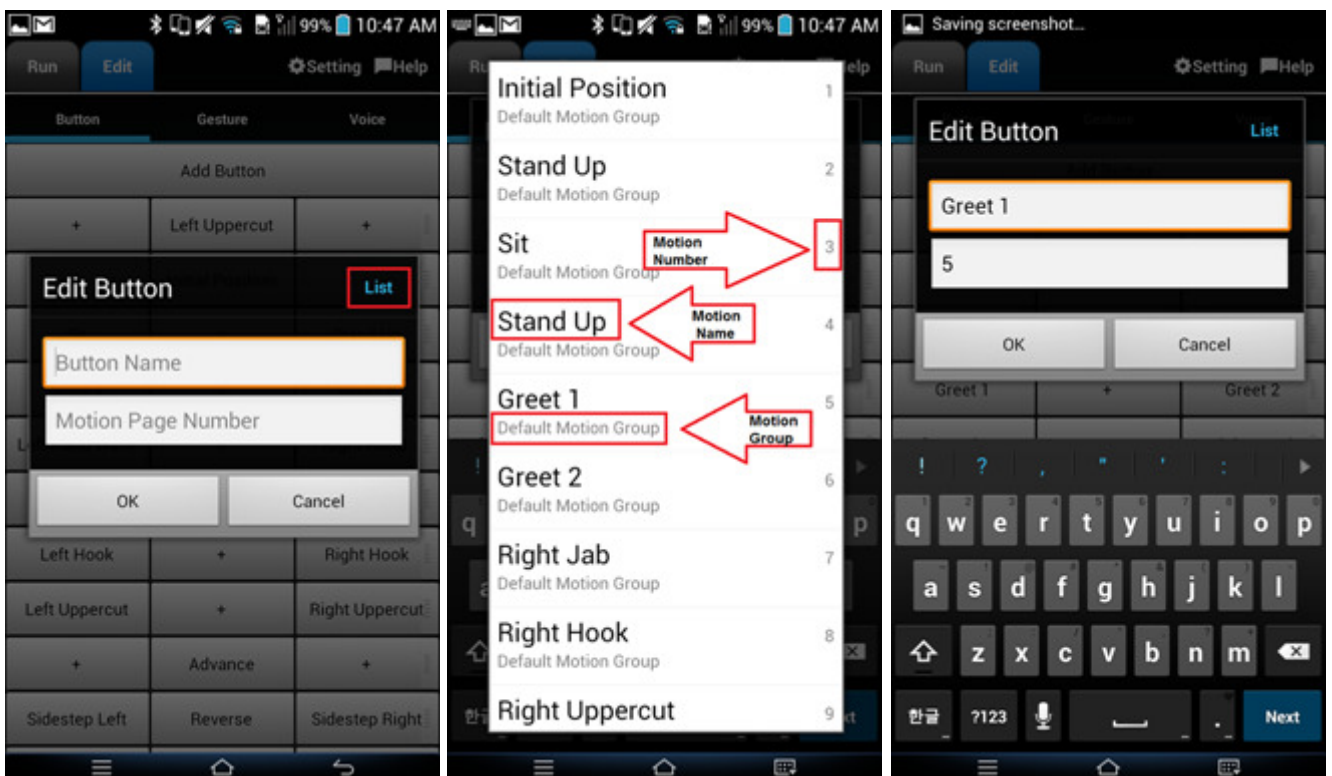 99% 10:47 AM
Run Edit Setting Help
Button Gesture Voice
Add Button
+ Left Uppercut +
Edit Button List
Button Name
Motion Page Number
OK Cancel
Left Hook + Right Hook
Left Uppercut + Right Uppercut
+ Advance +
Sidestep Left Reverse Sidestep Right
99% 10:47 AM
Initial Position 1
Default Motion Group
Stand Up 2
Default Motion Group
Sit 3
Default Motion Group
Motion
Number
Stand Up 4
Default Motion Group
Motion
Name
Greet 1 5
Default Motion Group
Motion
Group
Greet 2 6
Default Motion Group
Right Jab 7
Default Motion Group
Right Hook 8
Default Motion Group
Right Uppercut 9
Saving screenshot...
Run Edit Setting Help
Edit Button List
Greet 1
5
OK Cancel
Greet 1 + Greet 2
! ? , " ' :
q w e r t y u i o p
a s d f g h j k l
z x c v b n m
한글 ?123 . Next